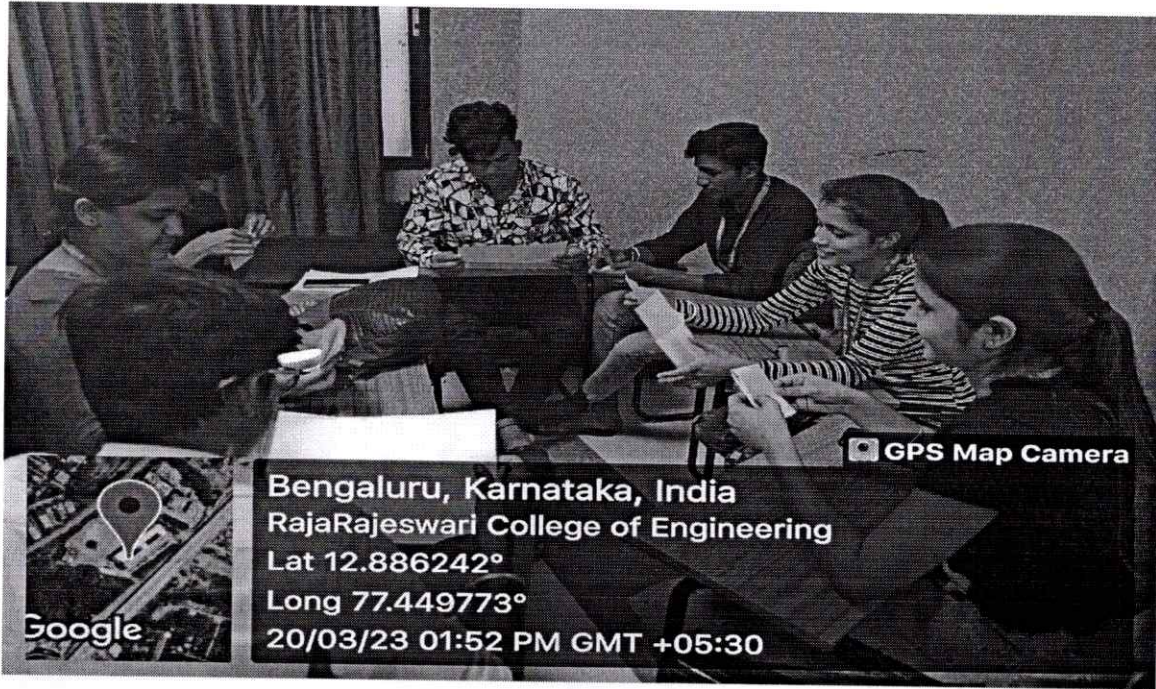 GPS Map Camera
Bengaluru, Karnataka, India
RajaRajeswari College of Engineering
Lat 12.886242°
Long 77.449773°
20/03/23 01:52 PM GMT +05:30
Google